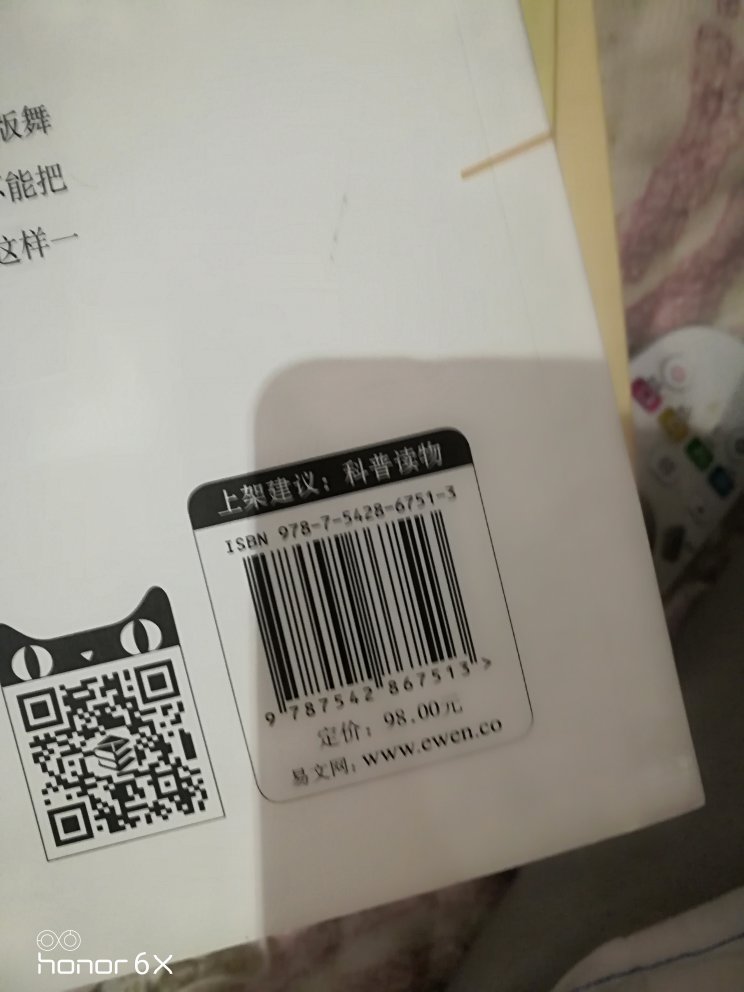 版舞
能把
这样一
上架建议：科普读物
ISBN 978-7-5428-6751-3
9 787542 867513 >
定价：98.00元
易文网：www.ewen.co
honor 6X